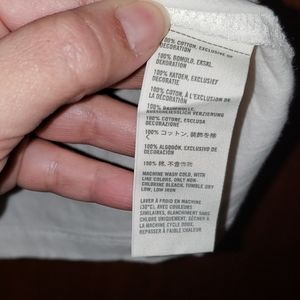 100% COTTON, EXCLUSIVE OF
DECORATION
100% BOMULD, EKSKL.
DEKORATION
100% KATOEN, EXCLUSIEF
DECORATIE
100% COTON, À L'EXCLUSION DE
LA DÉCORATION
100% BAUMWOLLE,
AUSSCHLIESSLICH VERZIERUNG
100% COTONE, ESCLUSA
DECORAZIONE
100% コットン, 装飾を除
く
100% ALGODÓN, EXCLUSIVO DE
DECORACIÓN
100% 棉, 不含饰物
MACHINE WASH COLD, WITH
LIKE COLORS, ONLY NON-
CHLORINE BLEACH, TUMBLE DRY
LOW, LOW IRON
LAVER À FROID EN MACHINE
(30°C) AVEC COULEURS
SIMILAIRES, BLANCHIMENT SANS
CHLORE UNIQUEMENT, SÉCHER À
LA MACHINE CYCLE DOUX,
REPASSER À FAIBLE CHALEUR